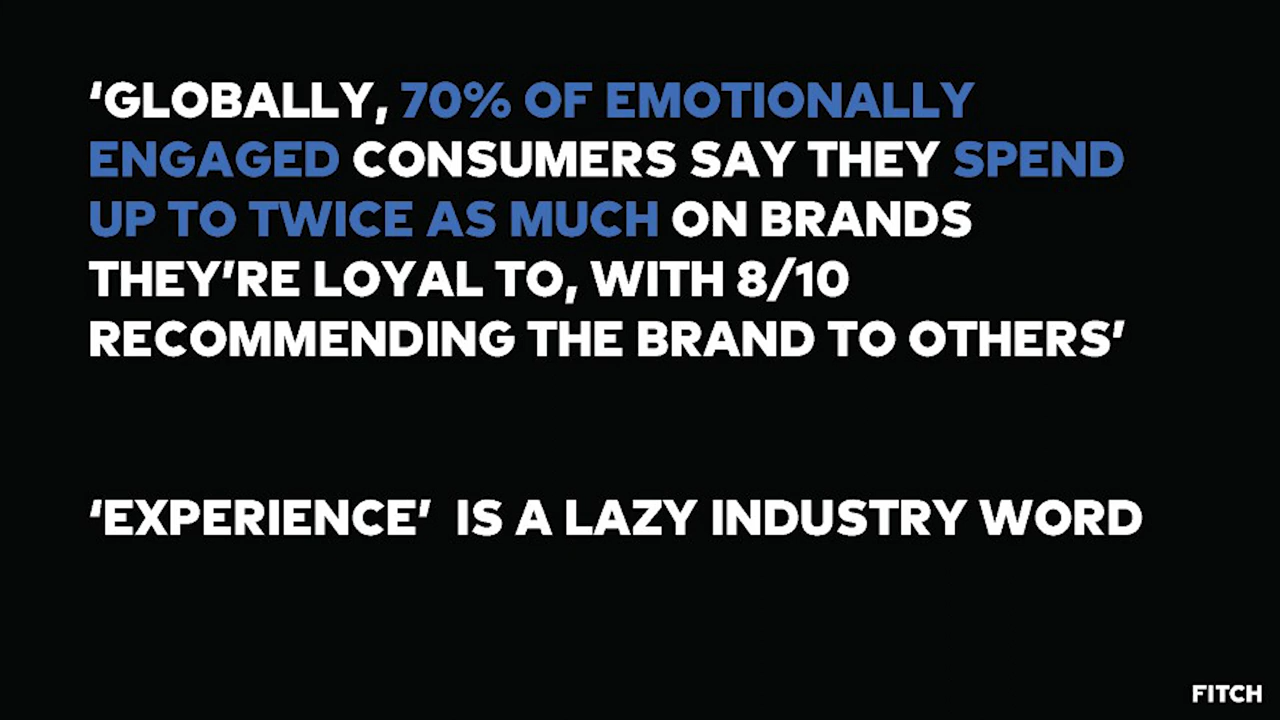 ‘GLOBALLY, 70% OF EMOTIONALLY
ENGAGED CONSUMERS SAY THEY SPEND
UP TO TWICE AS MUCH ON BRANDS
THEY’RE LOYAL TO, WITH 8/10
RECOMMENDING THE BRAND TO OTHERS’
‘EXPERIENCE’ IS A LAZY INDUSTRY WORD
FITCH